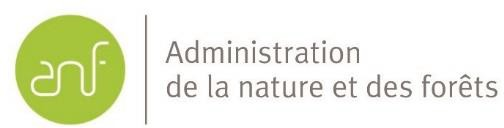 anf
Administration
de la nature et des forêts